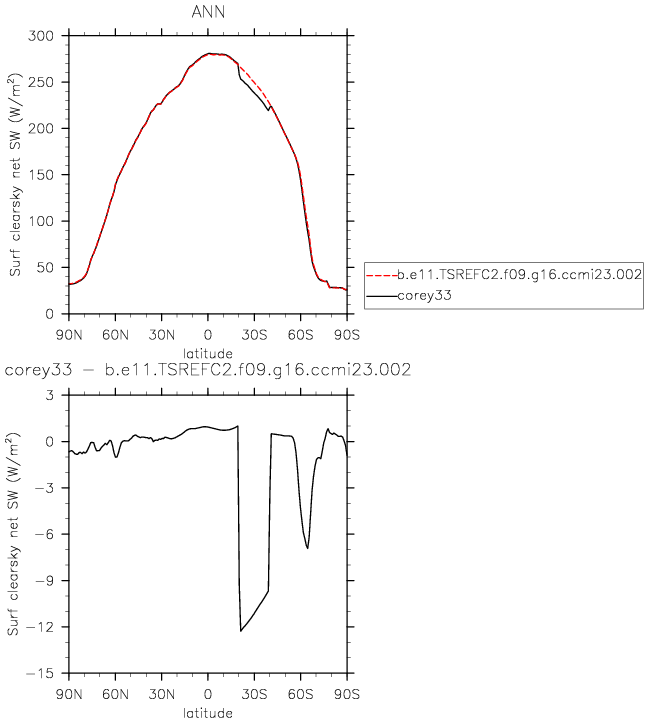 ANN
Surf clearsky net SW (W/m²)
300
250
200
150
100
50
0
90N 60N 30N 0 30S 60S 90S
latitude
b.e11.TSREFC2.f09.g16.ccmi23.002
corey33
corey33 − b.e11.TSREFC2.f09.g16.ccmi23.002
Surf clearsky net SW (W/m²)
3
0
−3
−6
−9
−12
−15
90N 60N 30N 0 30S 60S 90S
latitude